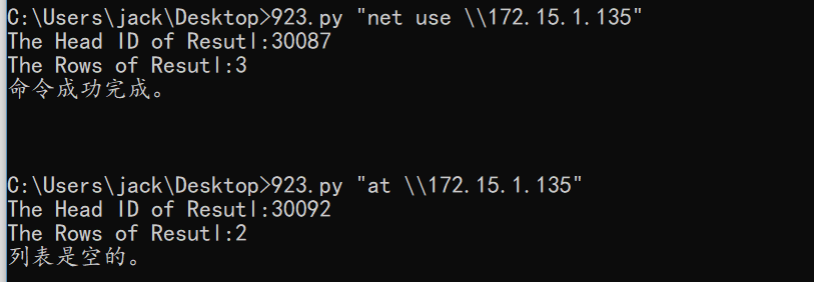 C:\Users\jack\Desktop>923.py "net use \\172.15.1.135"
The Head ID of Resutl:30087
The Rows of Resutl:3
命令成功完成。
C:\Users\jack\Desktop>923.py "at \\172.15.1.135"
The Head ID of Resutl:30092
The Rows of Resutl:2
列表是空的。